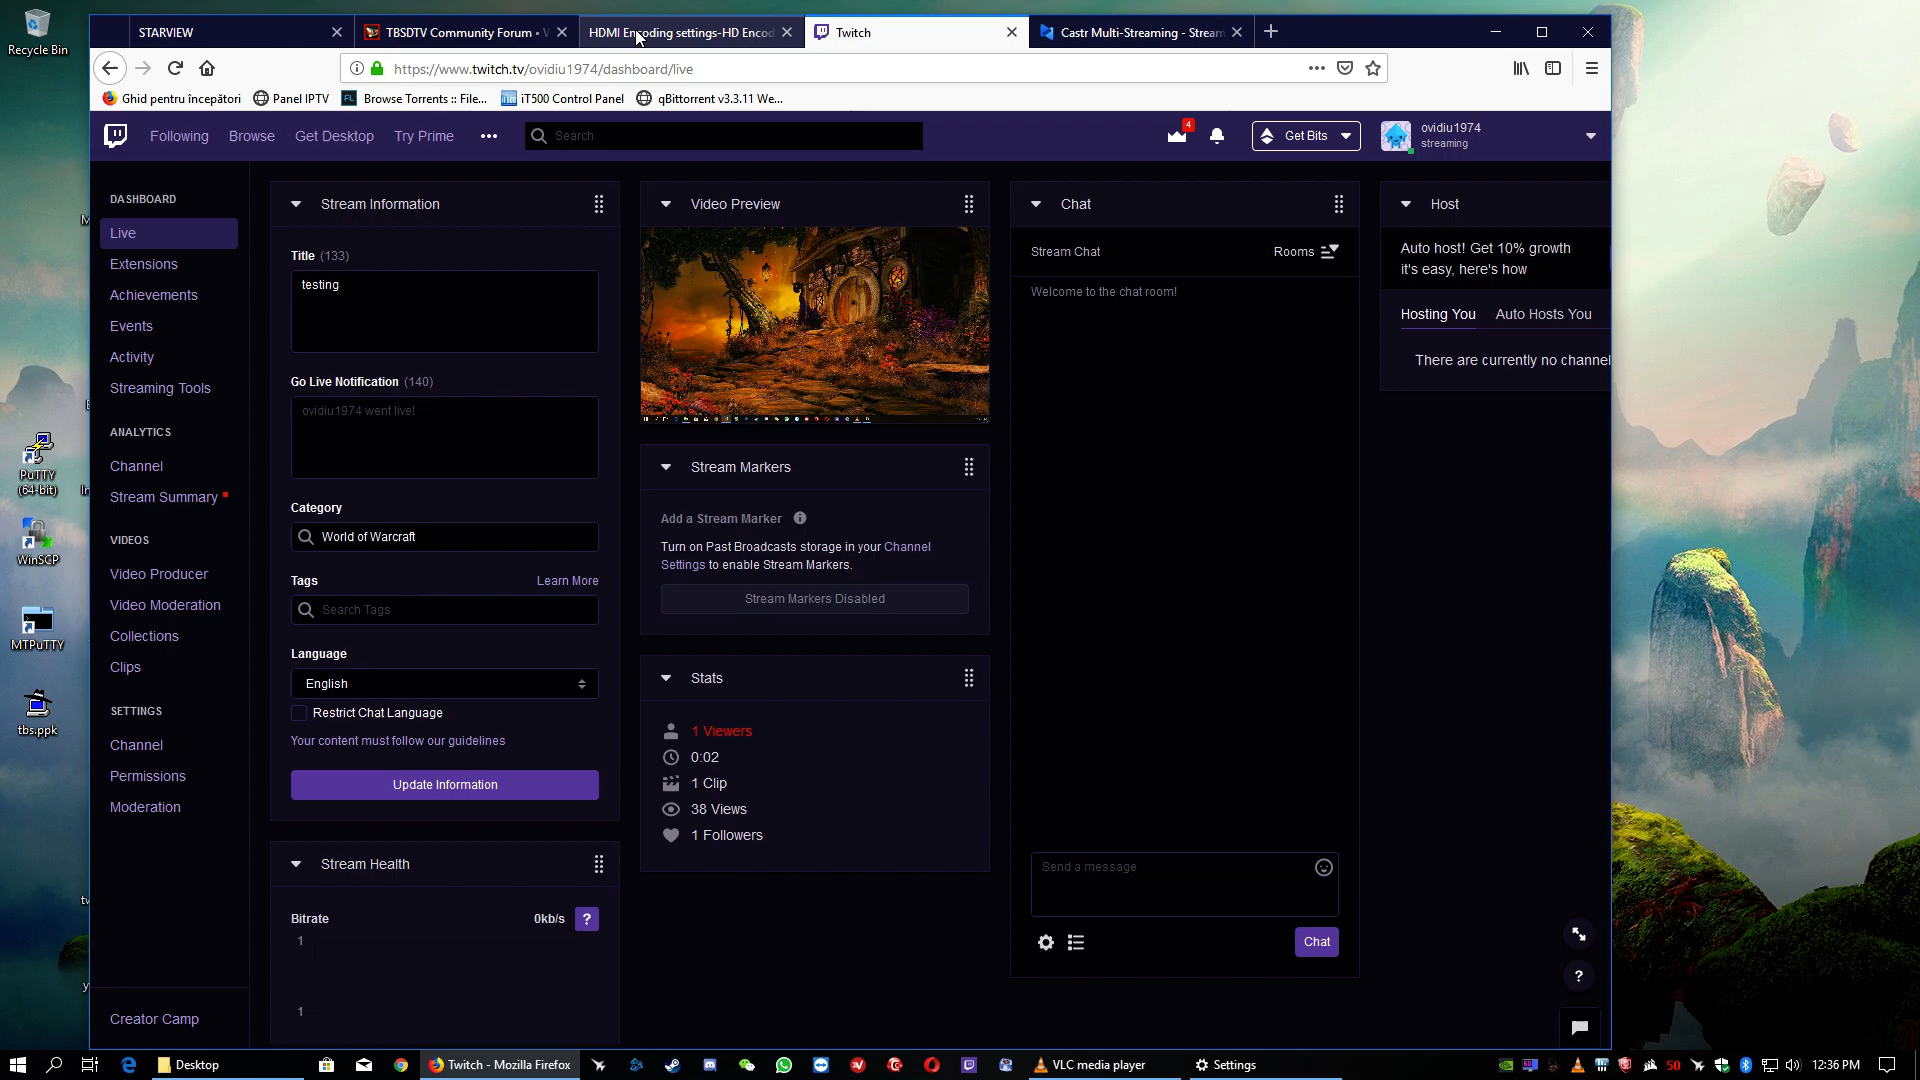 Recycle Bin
PuTTY
(64-bit)
WinSCP
MTPuTTY
tbs.ppk
STARVIEW
TBSDTV Community Forum •
HDMI Encoding settings-HD Encod
Twitch
Castr Multi-Streaming - Stream
https://www.twitch.tv/ovidiu1974/dashboard/live
Ghid pentru începători
Panel IPTV
Browse Torrents :: File...
iT500 Control Panel
qBittorrent v3.3.11 We...
Following
Browse
Get Desktop
Try Prime
Search
4
Get Bits
ovidiu1974
streaming
DASHBOARD
Live
Extensions
Achievements
Events
Activity
Streaming Tools
ANALYTICS
Channel
Stream Summary
VIDEOS
Video Producer
Video Moderation
Collections
Clips
SETTINGS
Channel
Permissions
Moderation
Creator Camp
Stream Information
Title (133)
testing
Go Live Notification (140)
ovidiu1974 went live!
Category
World of Warcraft
Tags
Learn More
Search Tags
Language
English
Restrict Chat Language
Your content must follow our guidelines
Update Information
Stream Health
Bitrate
0kb/s
?
1
1
Video Preview
Stream Markers
Add a Stream Marker
Turn on Past Broadcasts storage in your Channel
Settings to enable Stream Markers.
Stream Markers Disabled
Stats
1 Viewers
0:02
1 Clip
38 Views
1 Followers
Chat
Stream Chat
Rooms
Welcome to the chat room!
Send a message
Chat
Host
Auto host! Get 10% growth
it's easy, here's how
Hosting You
Auto Hosts You
There are currently no channel
?
Desktop
Twitch - Mozilla Firefox
VLC media player
Settings
50
12:36 PM